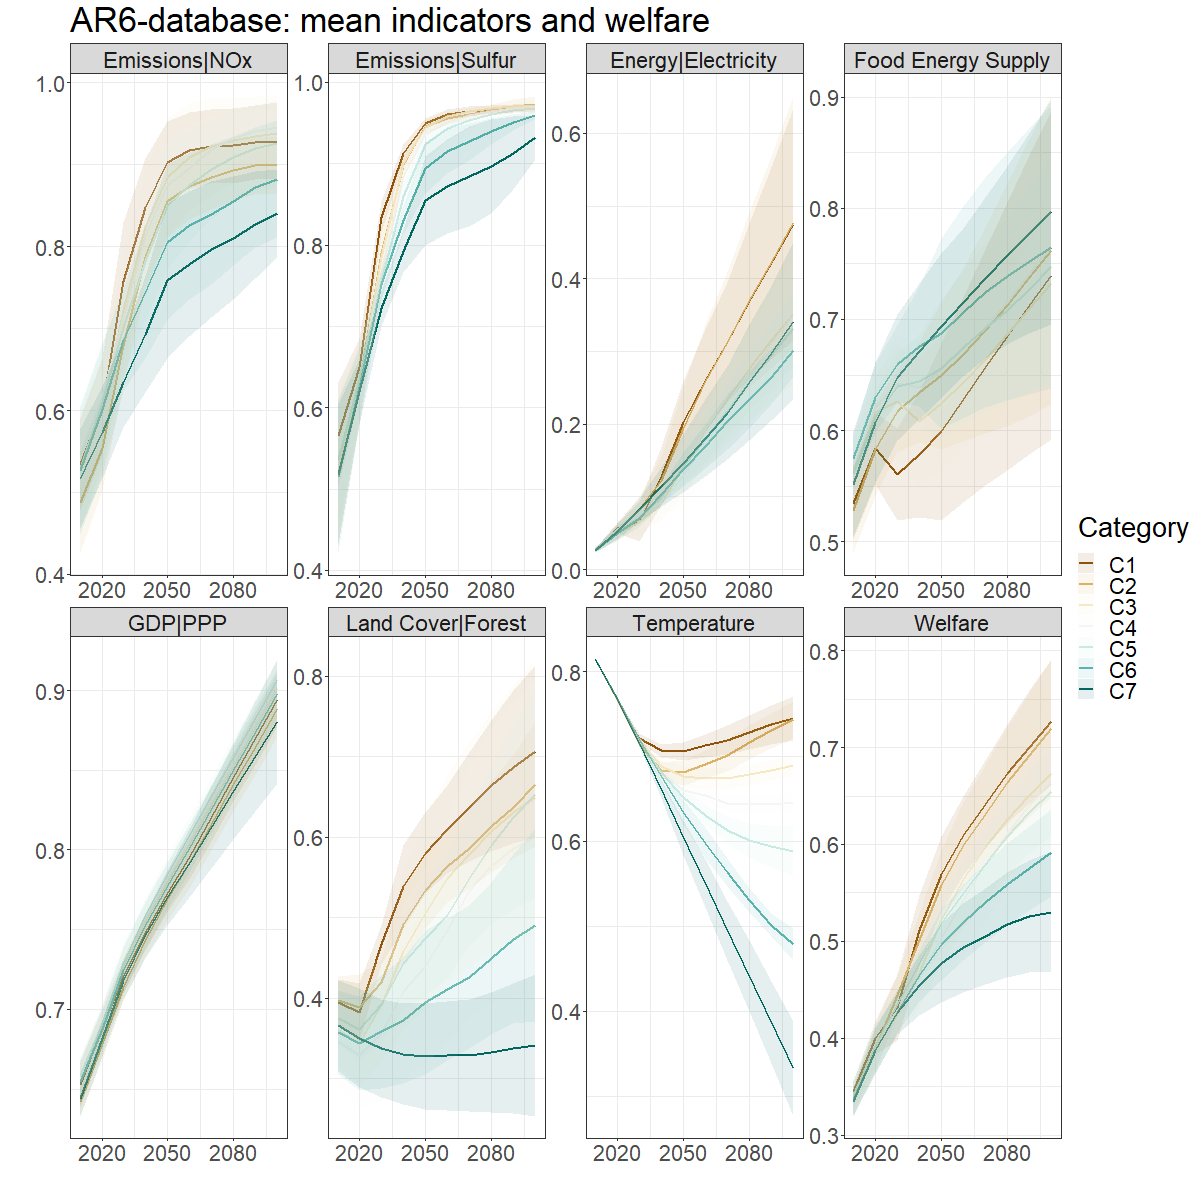 AR6-database: mean indicators and welfare
Emissions|NOx
Emissions|Sulfur
Energy|Electricity
Food Energy Supply
1.0
0.8
0.6
0.4
1.0
0.8
0.6
0.4
0.6
0.4
0.2
0.0
0.9
0.8
0.7
0.6
0.5
2020 2050 2080
2020 2050 2080
2020 2050 2080
2020 2050 2080
GDP|PPP
Land Cover|Forest
Temperature
Welfare
0.9
0.8
0.7
0.8
0.6
0.4
0.8
0.6
0.4
0.8
0.7
0.6
0.5
0.4
0.3
2020 2050 2080
2020 2050 2080
2020 2050 2080
2020 2050 2080
Category
C1
C2
C3
C4
C5
C6
C7